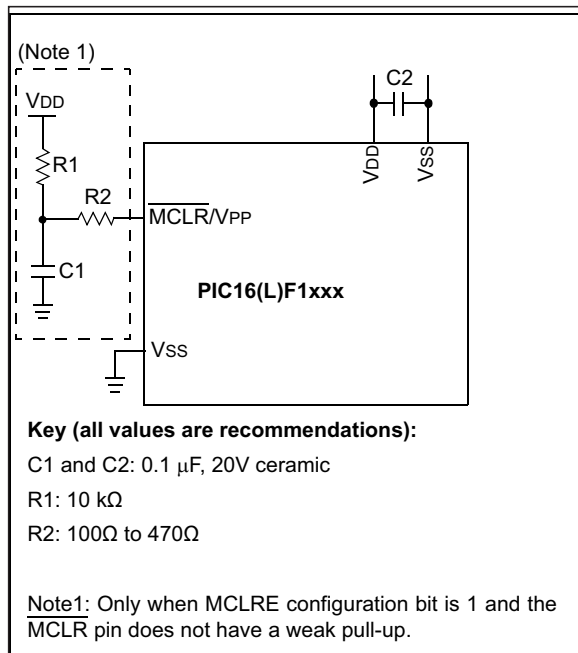 (Note 1)
VDD
R1
R2
C1
C2
VDD
VSS
MCLR/VPP
PIC16(L)F1xxx
VSS
Key (all values are recommendations):
C1 and C2: 0.1 μF, 20V ceramic
R1: 10 kΩ
R2: 100Ω to 470Ω
Note1: Only when MCLRE configuration bit is 1 and the
MCLR pin does not have a weak pull-up.